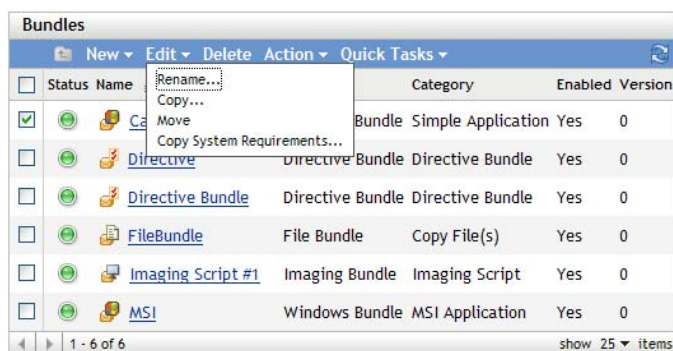 Bundles
New Edit Delete Action Quick Tasks
Status Name Category Enabled Version
Rename...
Copy...
Move
Copy System Requirements...
Ca Bundle Simple Application Yes 0
Directive Directive Bundle Directive Bundle Yes 0
Directive Bundle Directive Bundle Directive Bundle Yes 0
FileBundle File Bundle Copy File(s) Yes 0
Imaging Script #1 Imaging Bundle Imaging Script Yes 0
MSI Windows Bundle MSI Application Yes 0
1 - 6 of 6 show 25 items